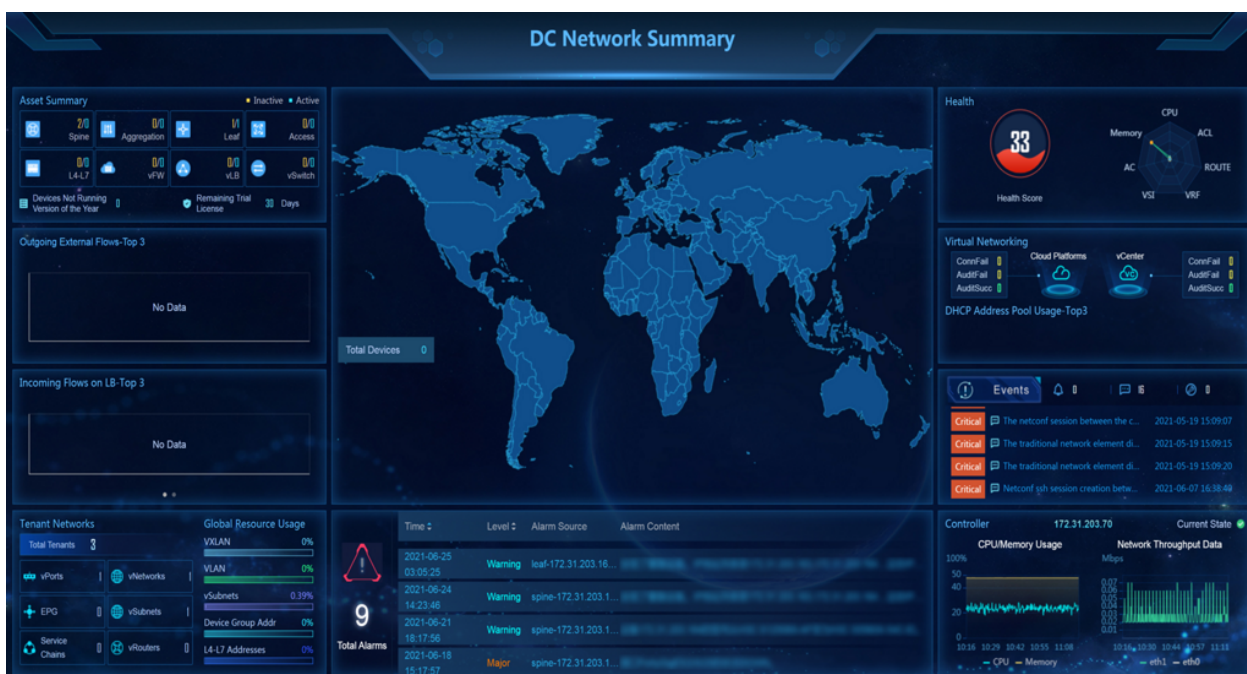 DC Network Summary
Asset Summary
Inactive Active
2/0
Spine
0/0
Aggregation
1/1
Leaf
0/0
Access
0/0
L4-L7
0/0
vFW
0/0
vLB
0/0
vSwitch
Devices Not Running
Version of the Year
0
Remaining Trial
License
30 Days
Outgoing External Flows-Top 3
No Data
Incoming Flows on LB-Top 3
No Data
Tenant Networks
Total Tenants 3
vPorts 1
vNetworks 1
EPG 0
vSubnets 1
Service
Chains
0
vRouters 0
Global Resource Usage
VXLAN 0%
VLAN 0%
vSubnets 0.39%
Device Group Addr 0%
L4-L7 Addresses 0%
Total Devices 0
9
Total Alarms
Time Level Alarm Source Alarm Content
2021-06-25
03:05:25
Warning leaf-172.31.203.16...
2021-06-24
14:23:46
Warning spine-172.31.203.1...
2021-06-21
18:17:56
Warning spine-172.31.203.1...
2021-06-18
15:17:57
Major spine-172.31.203.1...
Health
33
Health Score
CPU
Memory
ACL
AC
ROUTE
VSI
VRF
Virtual Networking
ConnFail 0
AuditFail 0
AuditSucc 0
Cloud Platforms
vCenter
VC
ConnFail 0
AuditFail 0
AuditSucc 0
DHCP Address Pool Usage-Top3
Events 0 16 0
Critical The netconf session between the c... 2021-05-19 15:09:07
Critical The traditional network element di... 2021-05-19 15:09:15
Critical The traditional network element di... 2021-05-19 15:09:20
Critical Netconf ssh session creation betw... 2021-06-07 16:38:49
Controller 172.31.203.70 Current State
CPU/Memory Usage
100%
50
40
20
0
10:16 10:29 10:42 10:55 11:08
CPU Memory
Network Throughput Data
Mbps
0.07
0.06
0.05
0.04
0.03
0.02
0.01
10:16 10:30 10:44 10:57 11:11
eth1 eth0